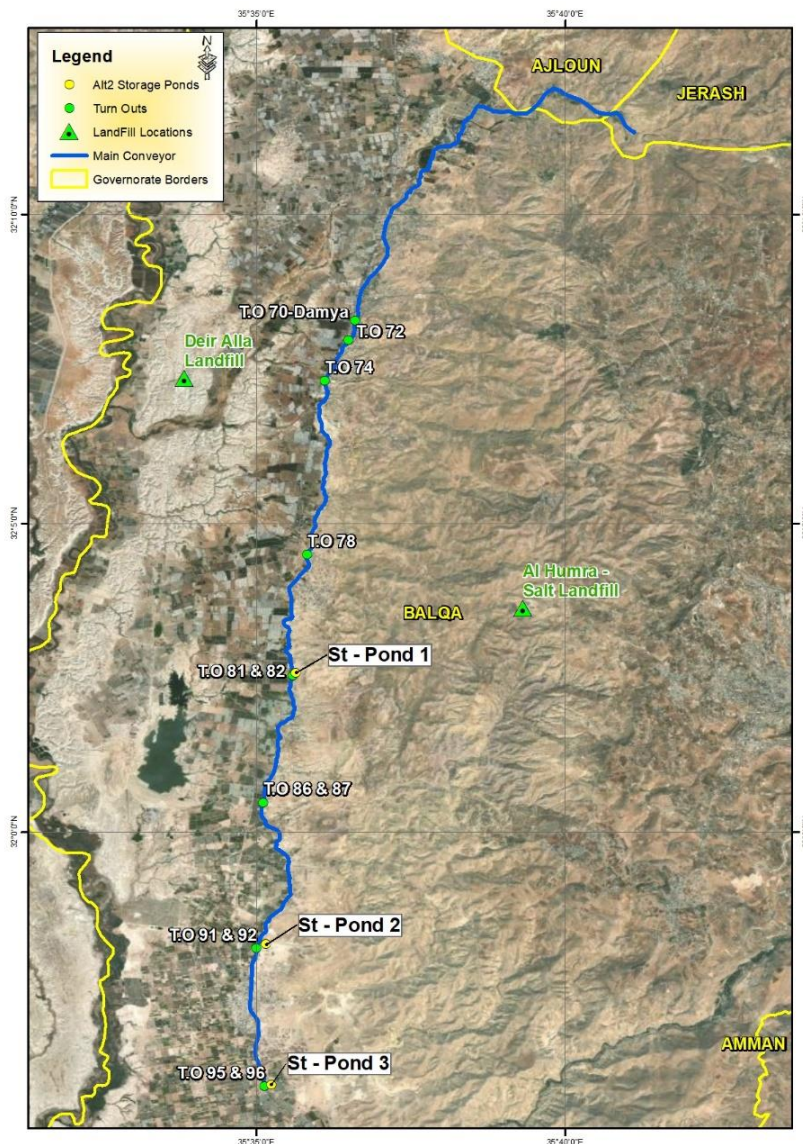 35°35'0"E
35°40'0"E
Legend
N
Alt2 Storage Ponds
Turn Outs
LandFill Locations
Main Conveyor
Governorate Borders
AJLOUN
JERASH
32°10'0"N
T.O 70-Damya
T.O 72
Deir Alla
Landfill
T.O 74
32°5'0"N
T.O 78
Al Humra -
Salt Landfill
BALQA
St - Pond 1
T.O 81 & 82
T.O 86 & 87
32°0'0"N
St - Pond 2
T.O 91 & 92
AMMAN
St - Pond 3
T.O 95 & 96
35°35'0"E
35°40'0"E